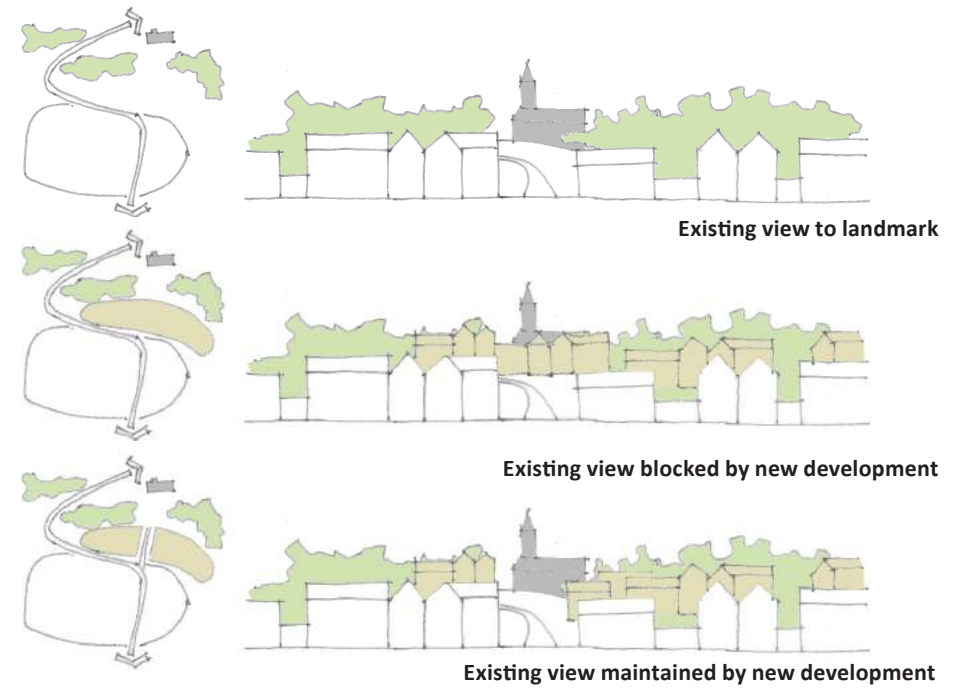 Existing view to landmark
Existing view blocked by new development
Existing view maintained by new development